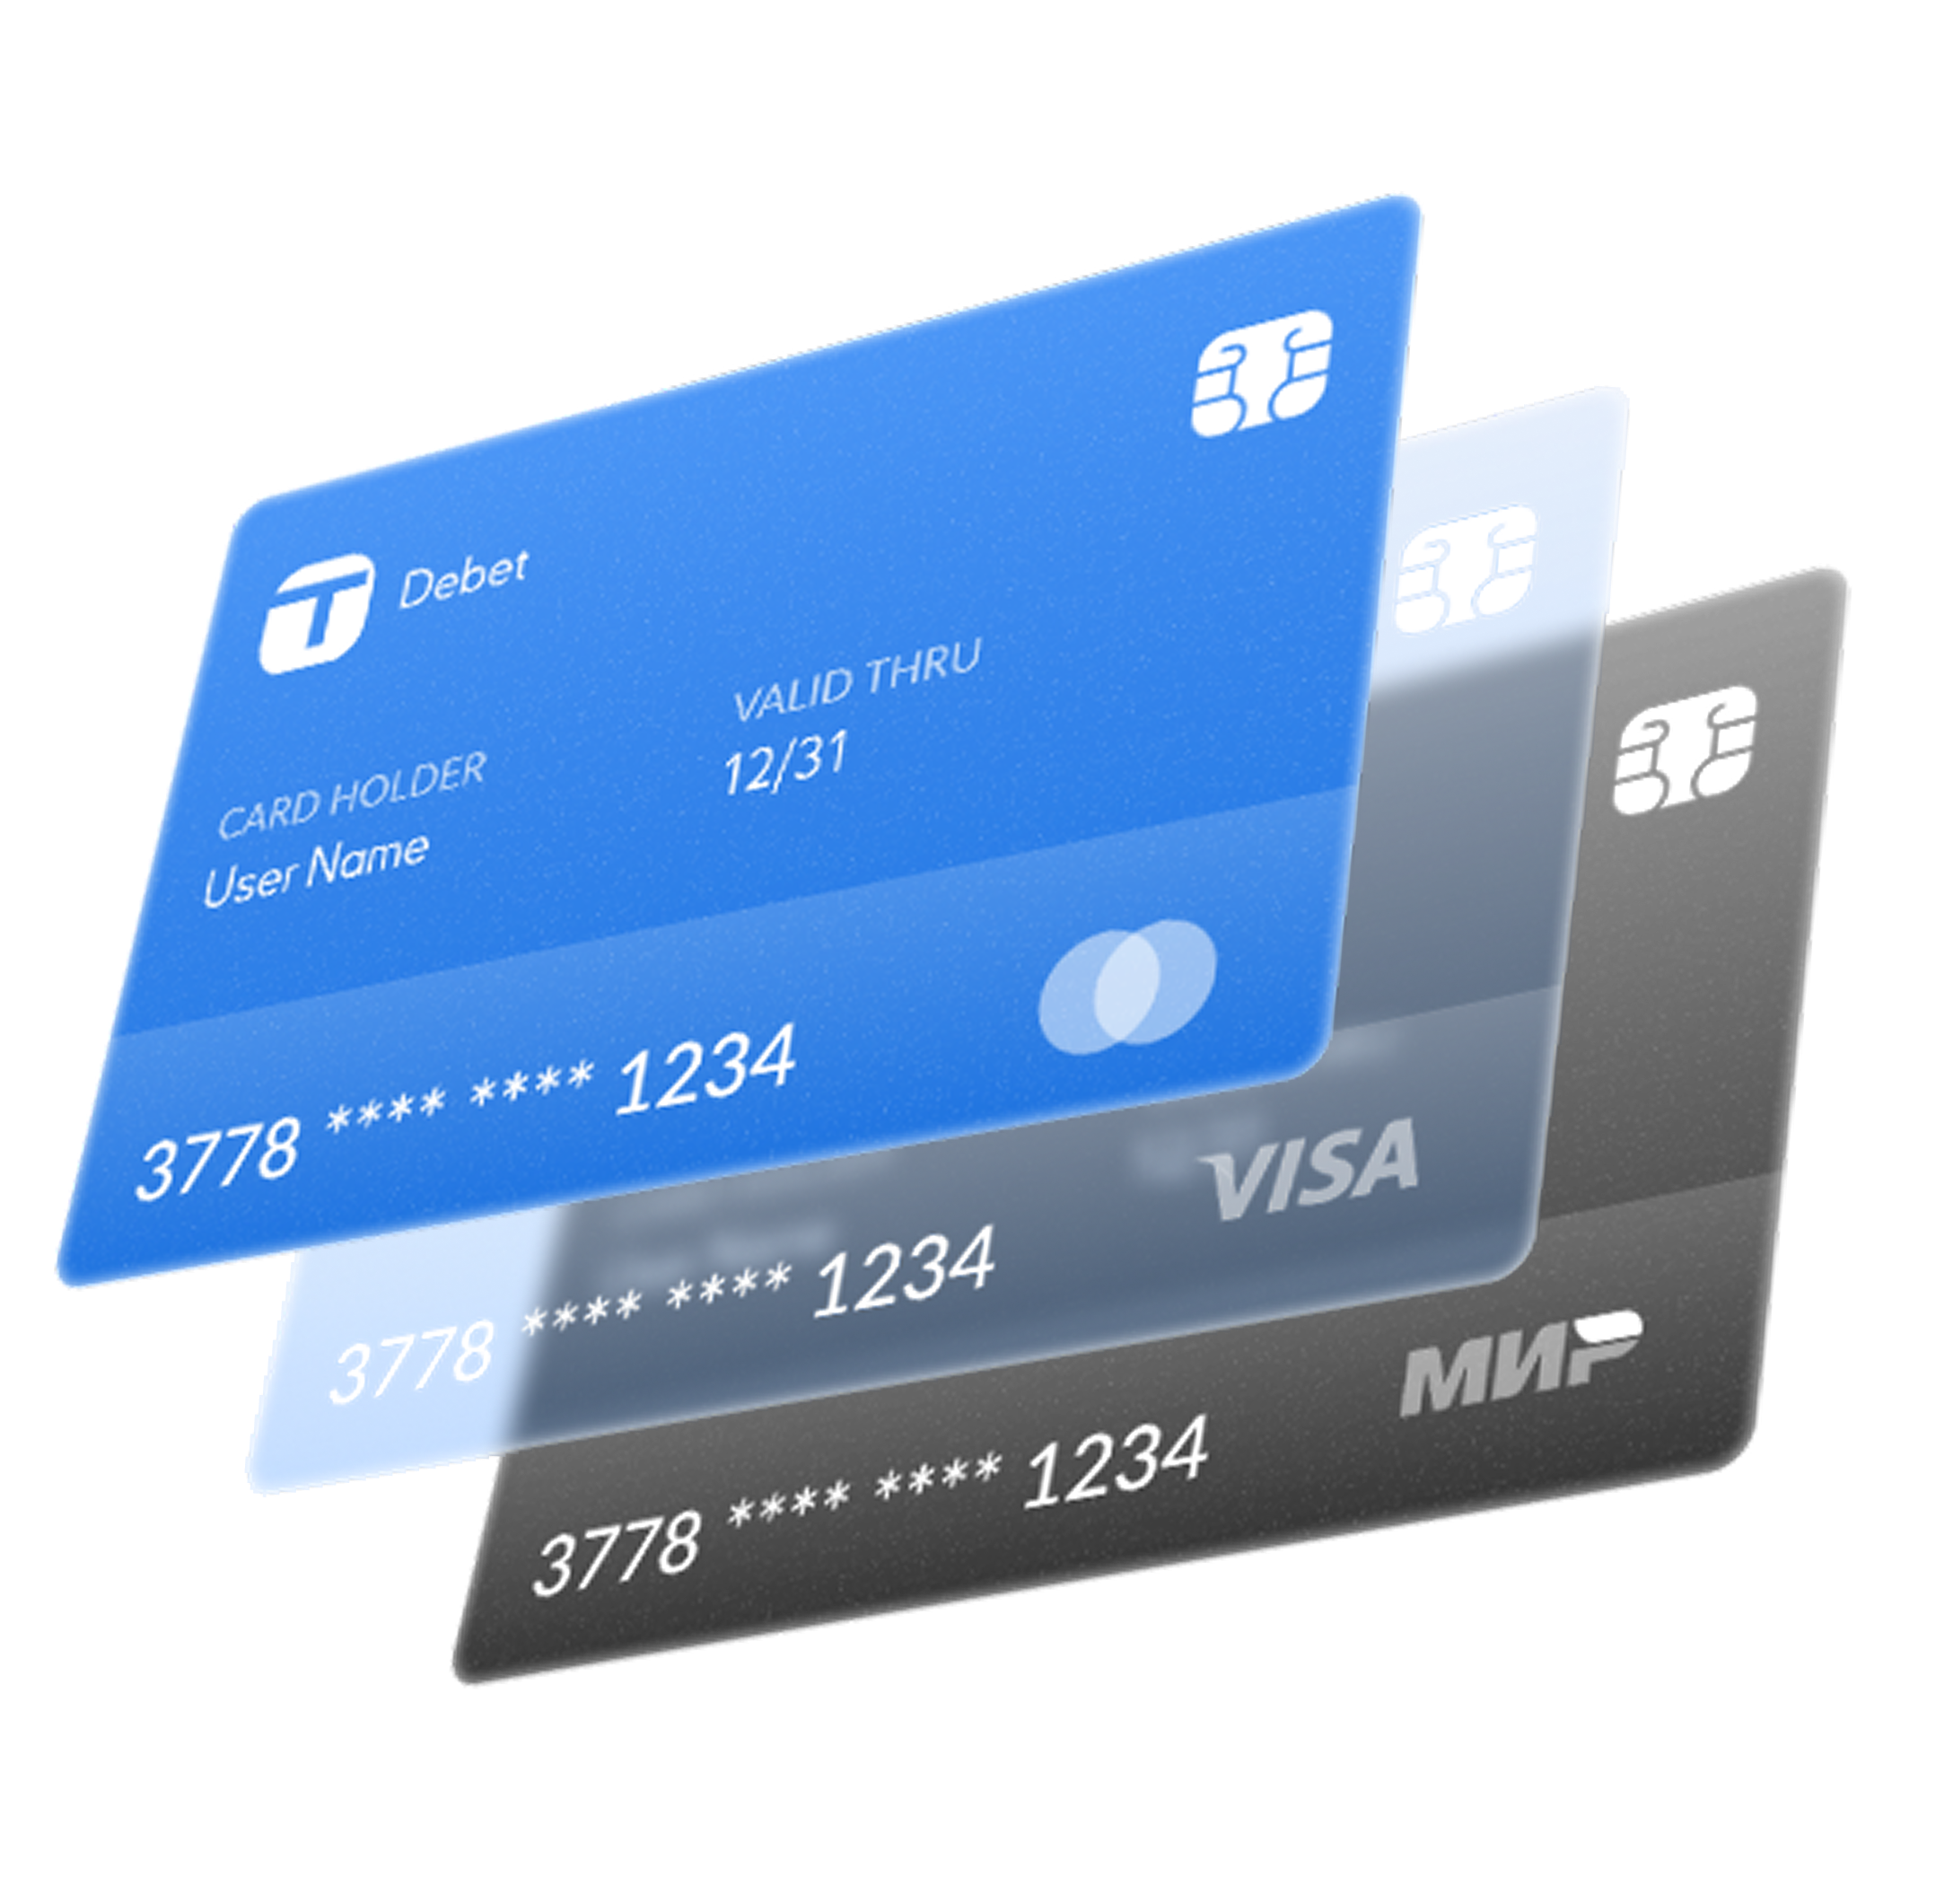 T Debet
VALID THRU
12/31
CARD HOLDER
User Name
3778 **** **** 1234
VISA
3778 **** **** 1234
МИР
3778 **** **** 1234